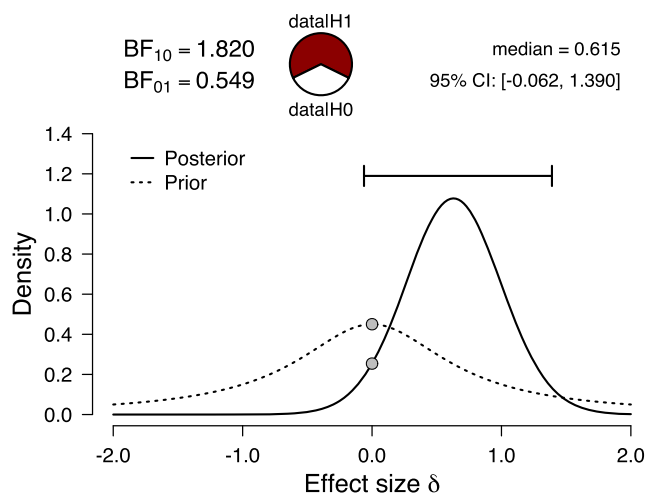 data|H1
BF10 = 1.820
BF01 = 0.549
median = 0.615
95% CI: [-0.062, 1.390]
data|H0
1.4
1.2
1.0
0.8
0.6
0.4
0.2
0.0
Density
Posterior
Prior
-2.0 -1.0 0.0 1.0 2.0
Effect size δ